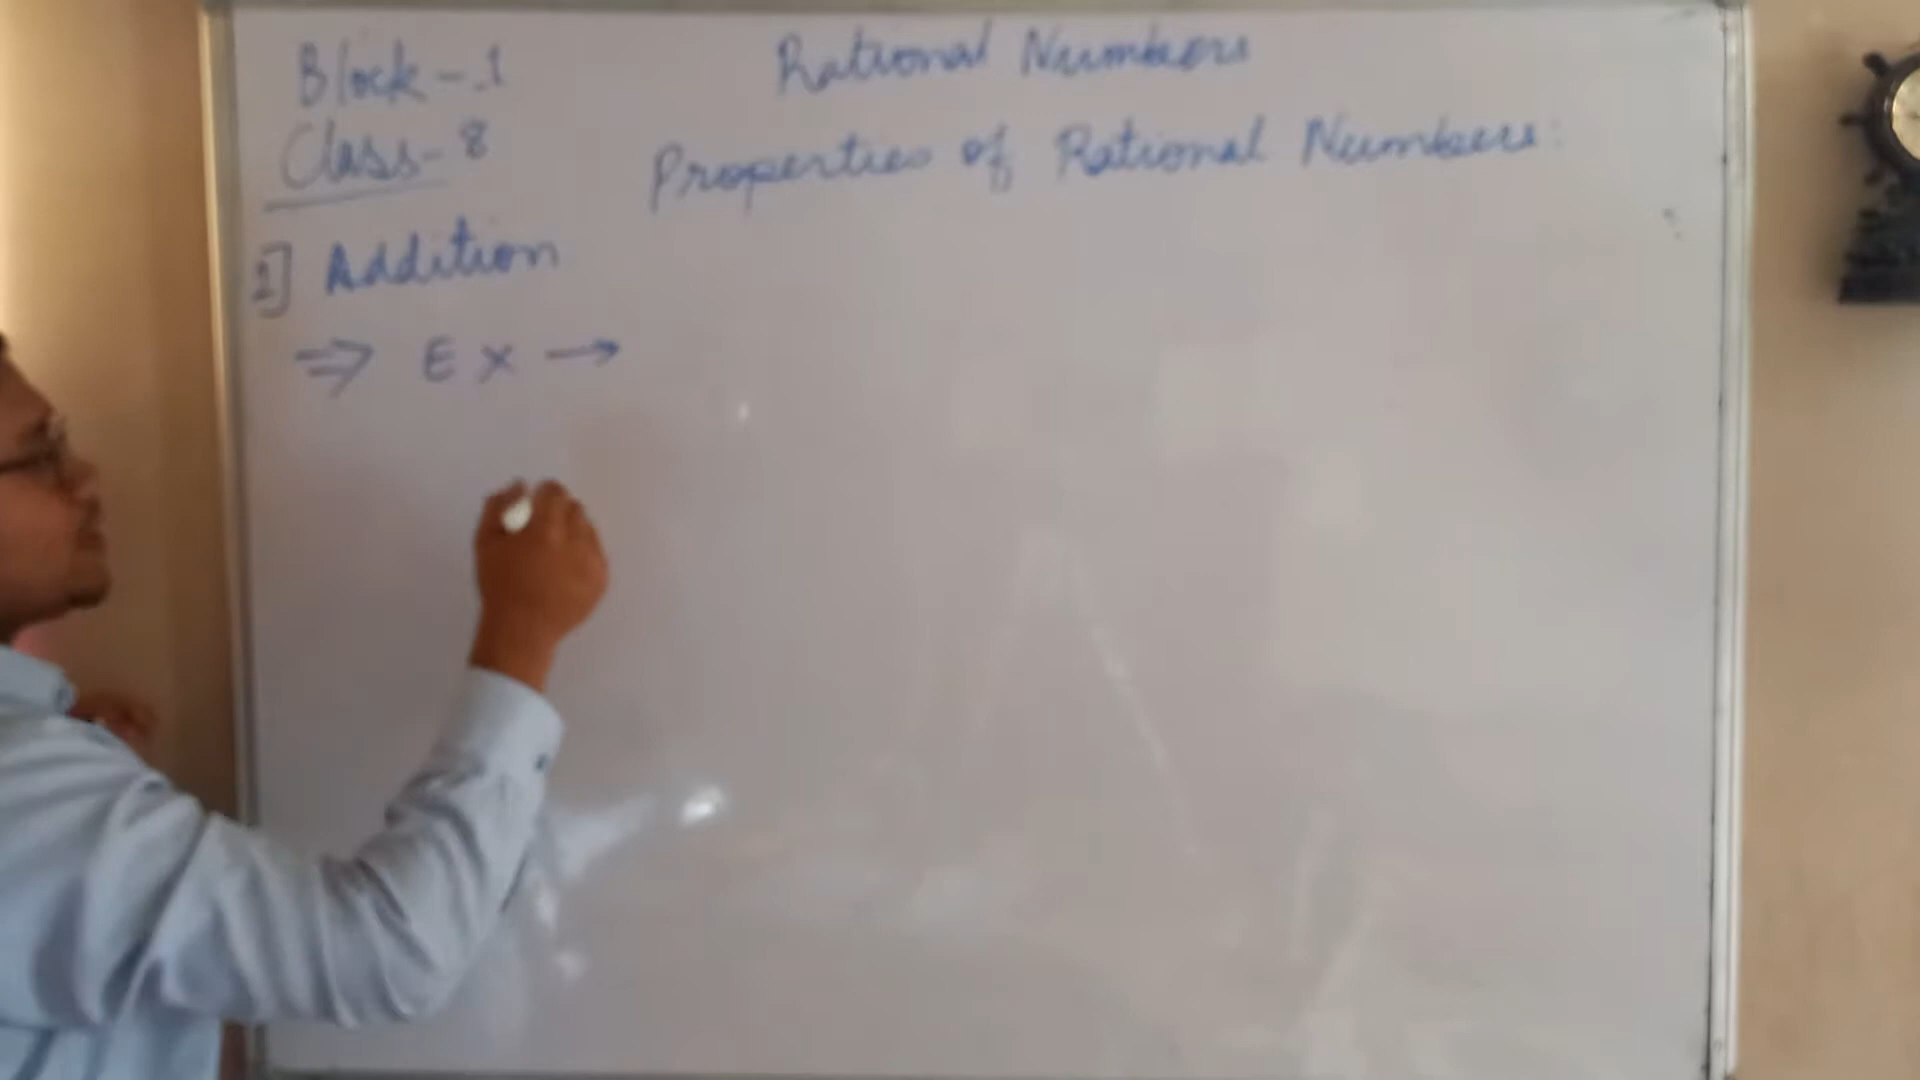 Block - 1
Rational Numbers
Class - 8
Properties of Rational Numbers:
1] Addition
⇒ Ex →